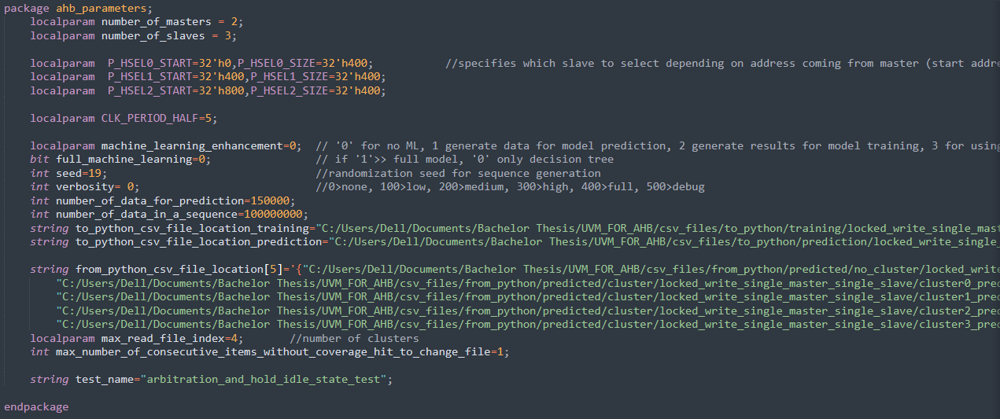 package ahb_parameters;
localparam number_of_masters = 2;
localparam number_of_slaves = 3;
localparam P_HSEL0_START=32'h0,P_HSEL0_SIZE=32'h400; //specifies which slave to select depending on address coming from master (start addre
localparam P_HSEL1_START=32'h400,P_HSEL1_SIZE=32'h400;
localparam P_HSEL2_START=32'h800,P_HSEL2_SIZE=32'h400;
localparam CLK_PERIOD_HALF=5;
localparam machine_learning_enhancement=0; // '0' for no ML, 1 generate data for model prediction, 2 generate results for model training, 3 for using
bit full_machine_learning=0; // if '1'>> full model, '0' only decision tree
int seed=19; //randomization seed for sequence generation
int verbosity= 0; //0>none, 100>low, 200>medium, 300>high, 400>full, 500>debug
int number_of_data_for_prediction=150000;
int number_of_data_in_a_sequence=100000000;
string to_python_csv_file_location_training="C:/Users/Dell/Documents/Bachelor Thesis/UVM_FOR_AHB/csv_files/to_python/training/locked_write_single_mast
string to_python_csv_file_location_prediction="C:/Users/Dell/Documents/Bachelor Thesis/UVM_FOR_AHB/csv_files/to_python/prediction/locked_write_single_
string from_python_csv_file_location[5]='{"C:/Users/Dell/Documents/Bachelor Thesis/UVM_FOR_AHB/csv_files/from_python/predicted/no_cluster/locked_write
"C:/Users/Dell/Documents/Bachelor Thesis/UVM_FOR_AHB/csv_files/from_python/predicted/cluster/locked_write_single_master_single_slave/cluster0_pred
"C:/Users/Dell/Documents/Bachelor Thesis/UVM_FOR_AHB/csv_files/from_python/predicted/cluster/locked_write_single_master_single_slave/cluster1_pred
"C:/Users/Dell/Documents/Bachelor Thesis/UVM_FOR_AHB/csv_files/from_python/predicted/cluster/locked_write_single_master_single_slave/cluster2_pred
"C:/Users/Dell/Documents/Bachelor Thesis/UVM_FOR_AHB/csv_files/from_python/predicted/cluster/locked_write_single_master_single_slave/cluster3_pred
localparam max_read_file_index=4; //number of clusters
int max_number_of_consecutive_items_without_coverage_hit_to_change_file=1;
string test_name="arbitration_and_hold_idle_state_test";
endpackage